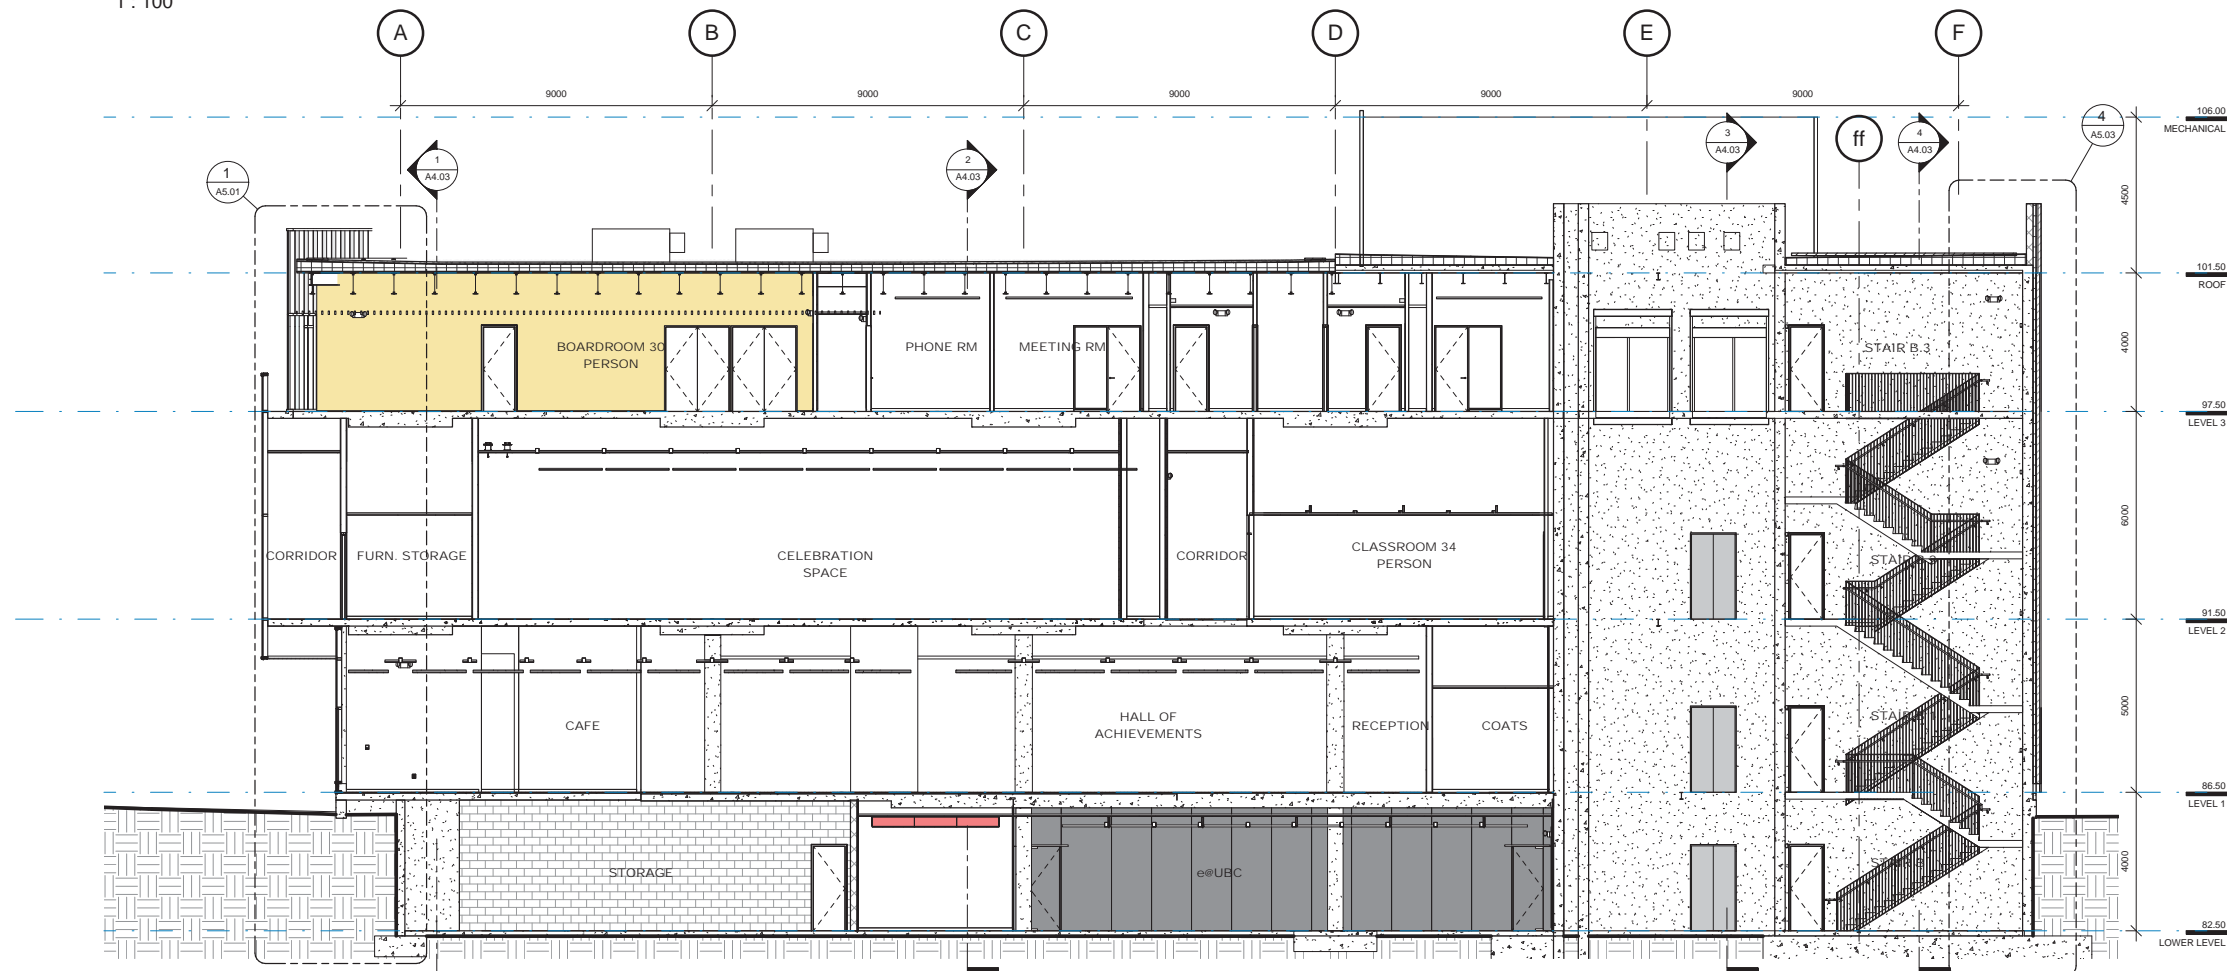 1 : 100
A
B
C
D
E
F
9000
9000
9000
9000
9000
106.00
MECHANICAL
1
A4.03
2
A4.03
3
A4.03
ff
4
A4.03
4
A5.03
1
A5.01
4500
101.50
ROOF
BOARDROOM 30
PERSON
PHONE RM
MEETING RM
STAIR B.3
4000
97.50
LEVEL 3
CORRIDOR
FURN. STORAGE
CELEBRATION
SPACE
CORRIDOR
CLASSROOM 34
PERSON
6000
91.50
LEVEL 2
CAFE
HALL OF
ACHIEVEMENTS
RECEPTION
COATS
5000
86.50
LEVEL 1
STORAGE
e@UBC
4000
82.50
LOWER LEVEL